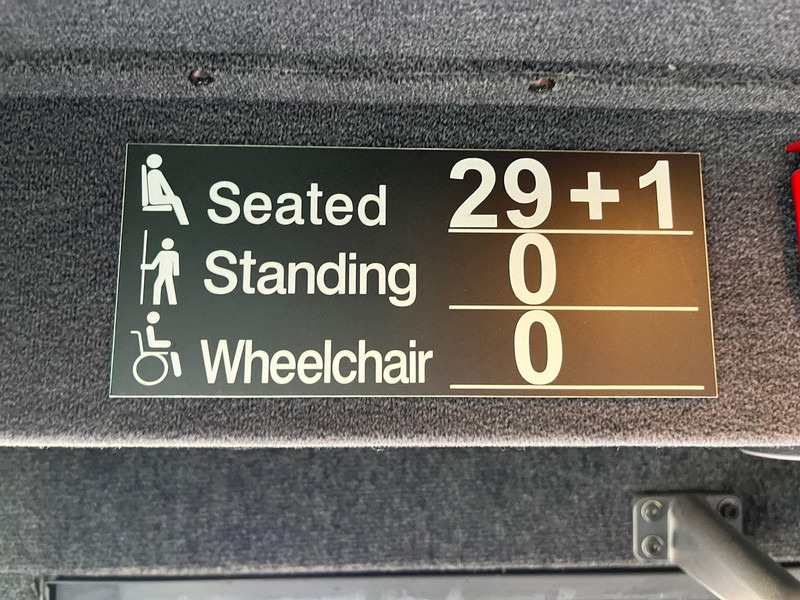 Seated 29 + 1
Standing 0
Wheelchair 0